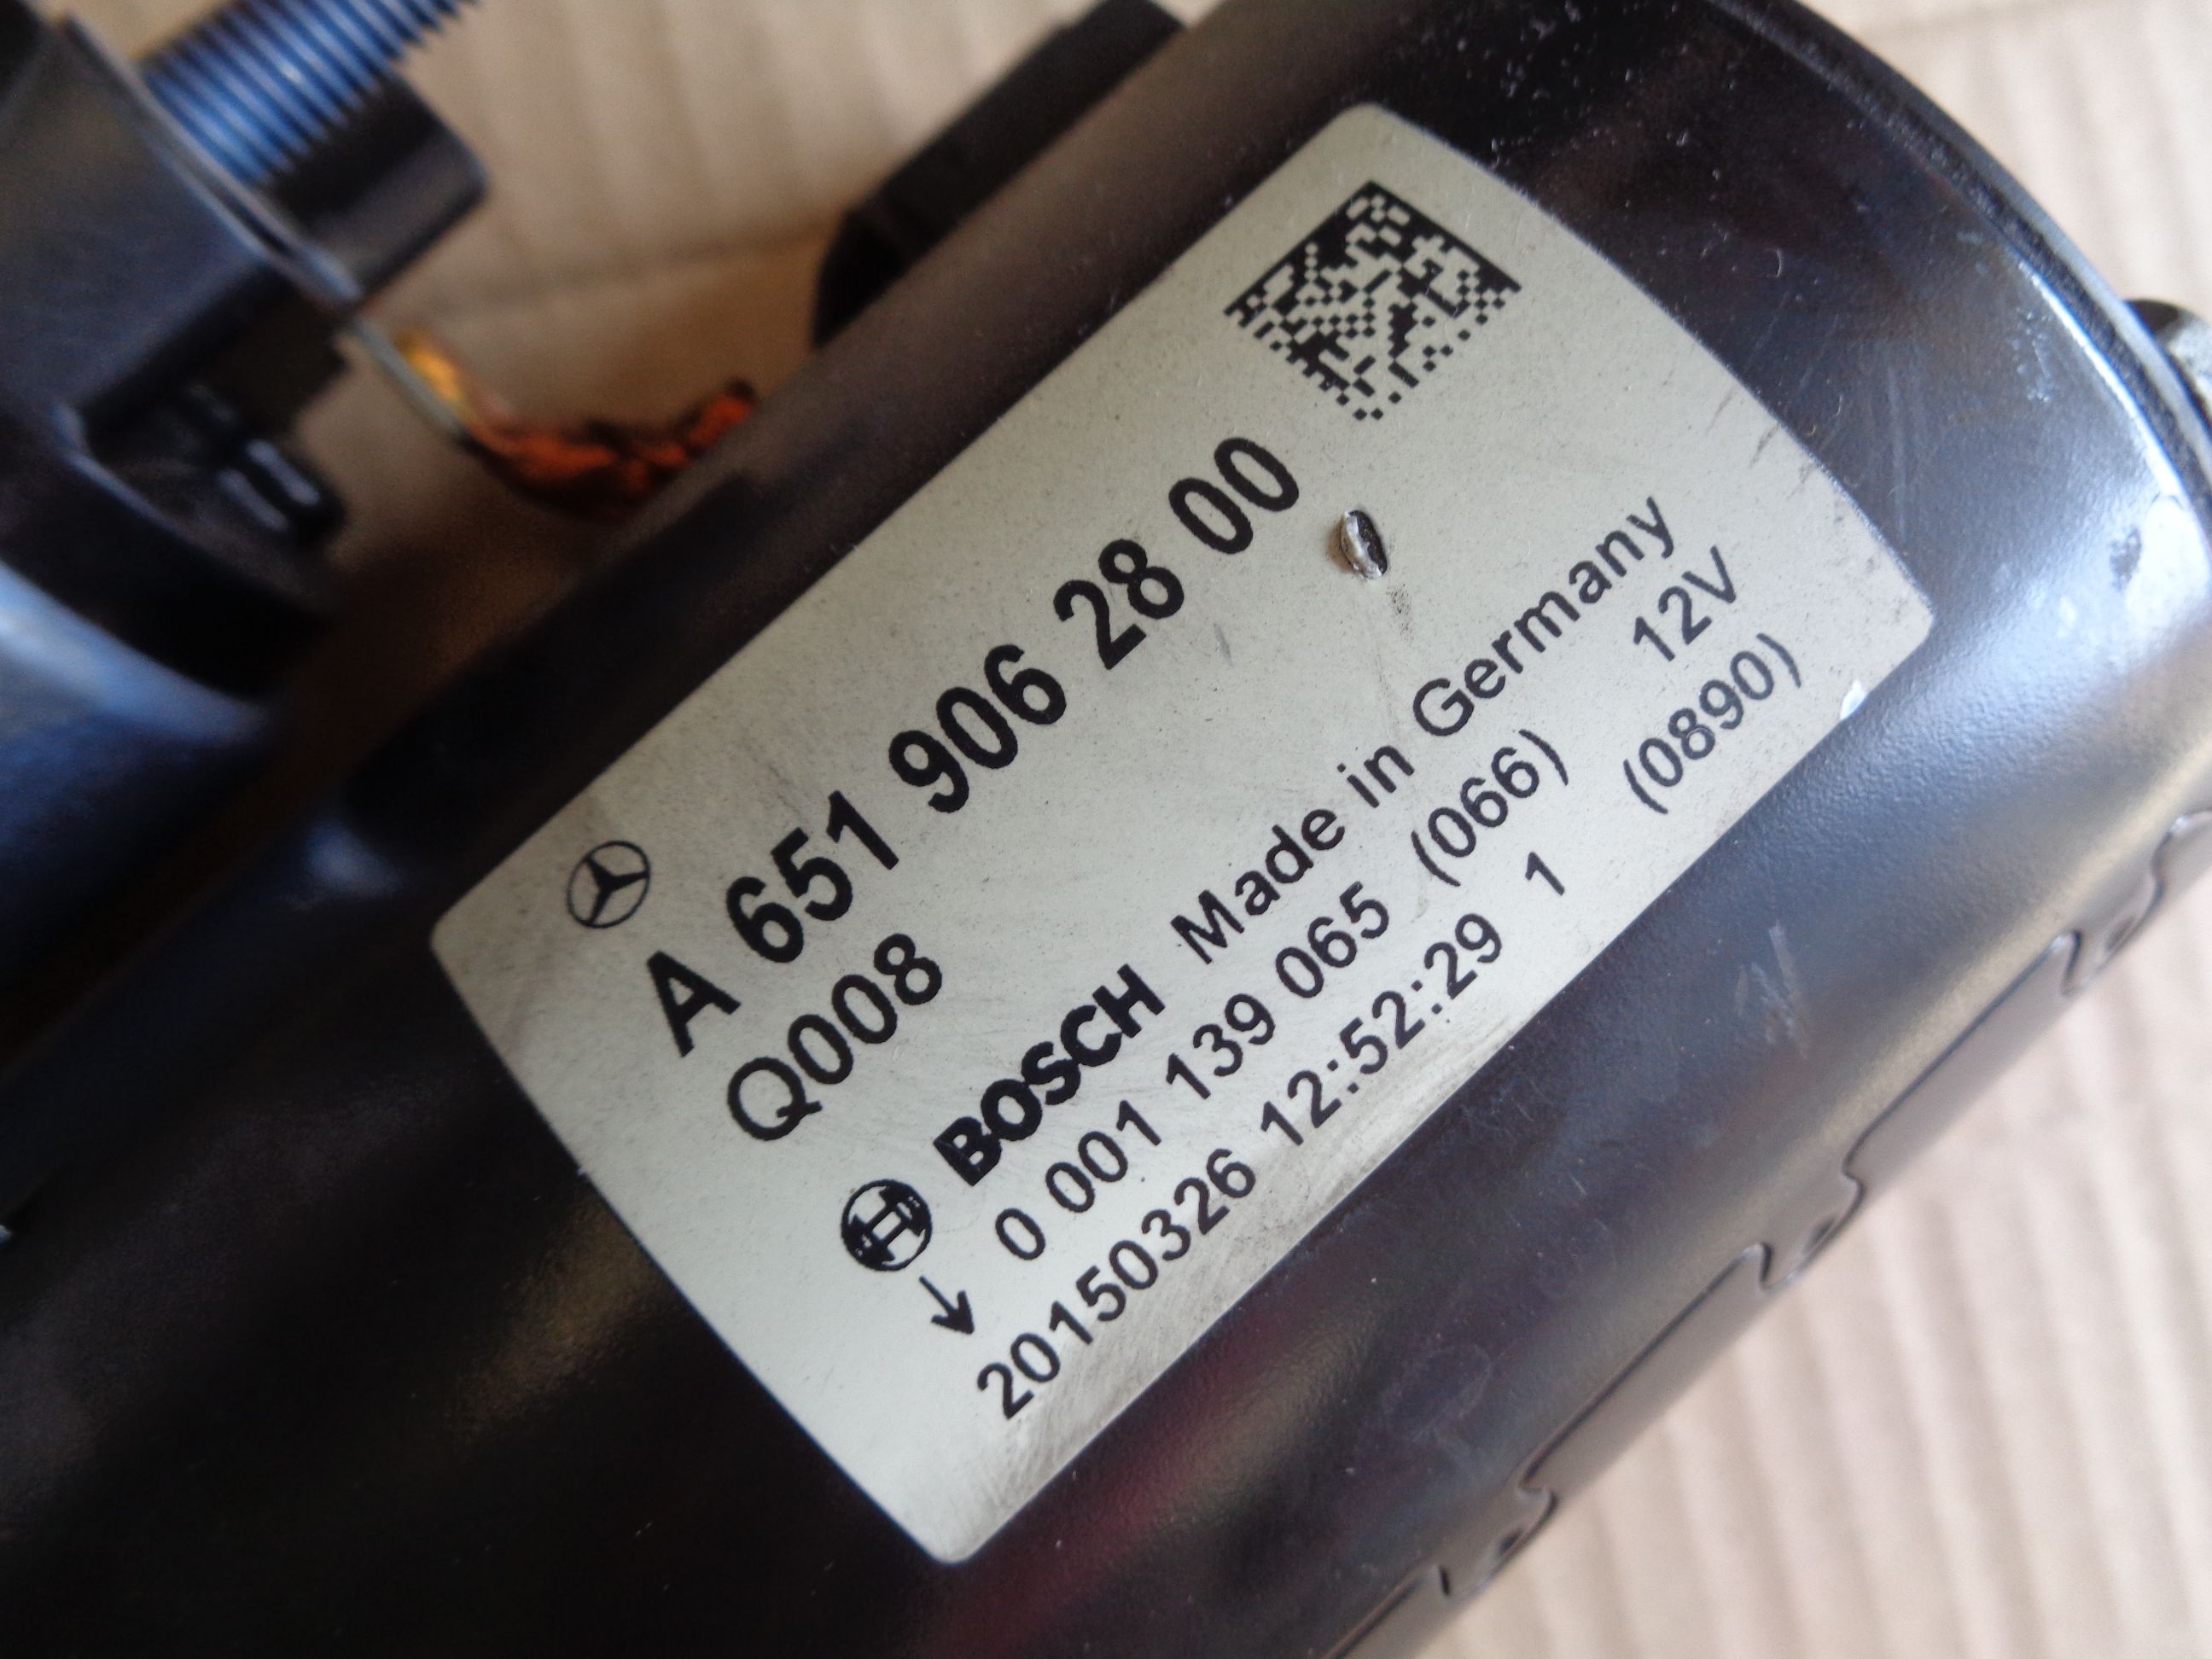 A 651 906 28 00
Q008
BOSCH Made in Germany
0 001 139 065 (066) 12V
20150326 12:52:29 1 (0890)